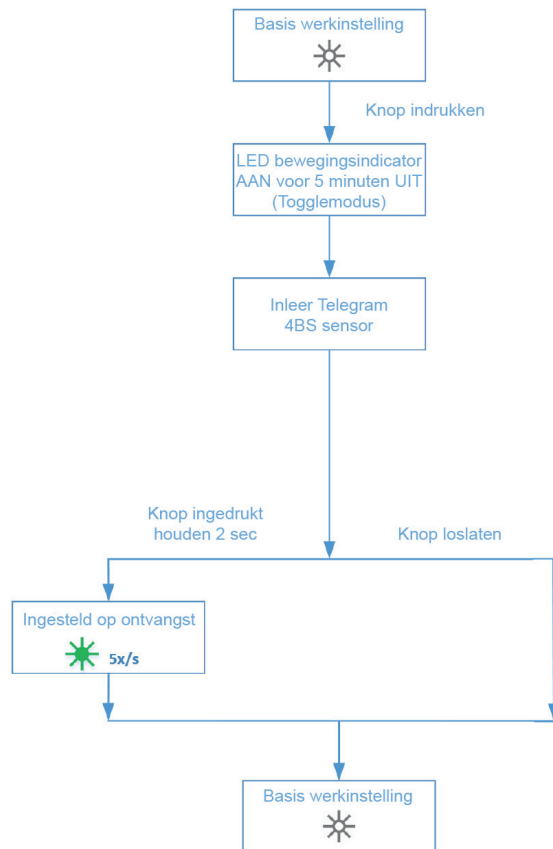 Basis werkinstelling
Knop indrukken
LED bewegingsindicator
AAN voor 5 minuten UIT
(Togglemodus)
Inleer Telegram
4BS sensor
Knop ingedrukt
houden 2 sec
Knop loslaten
Ingesteld op ontvangst
5x/s
Basis werkinstelling